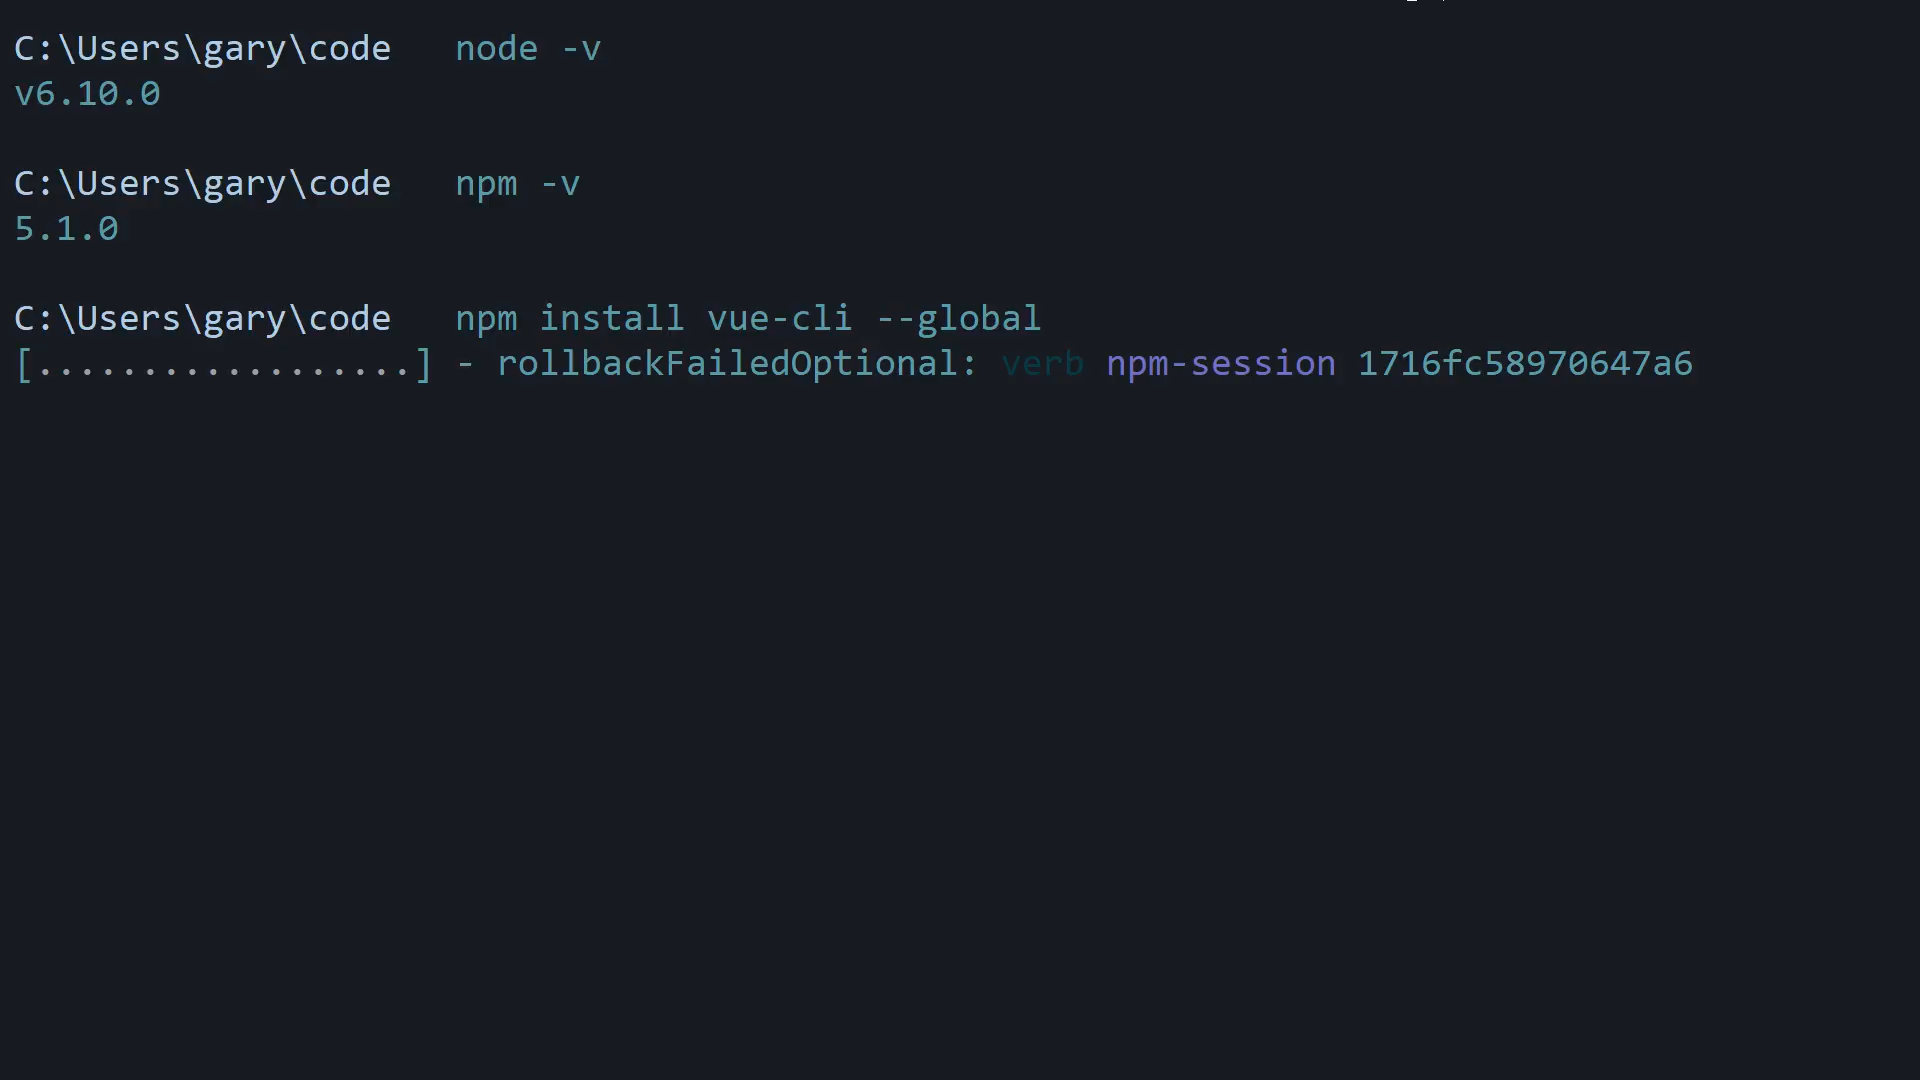 C:\Users\gary\code   node -v
v6.10.0
C:\Users\gary\code   npm -v
5.1.0
C:\Users\gary\code   npm install vue-cli --global
[..................] - rollbackFailedOptional: verb npm-session 1716fc58970647a6